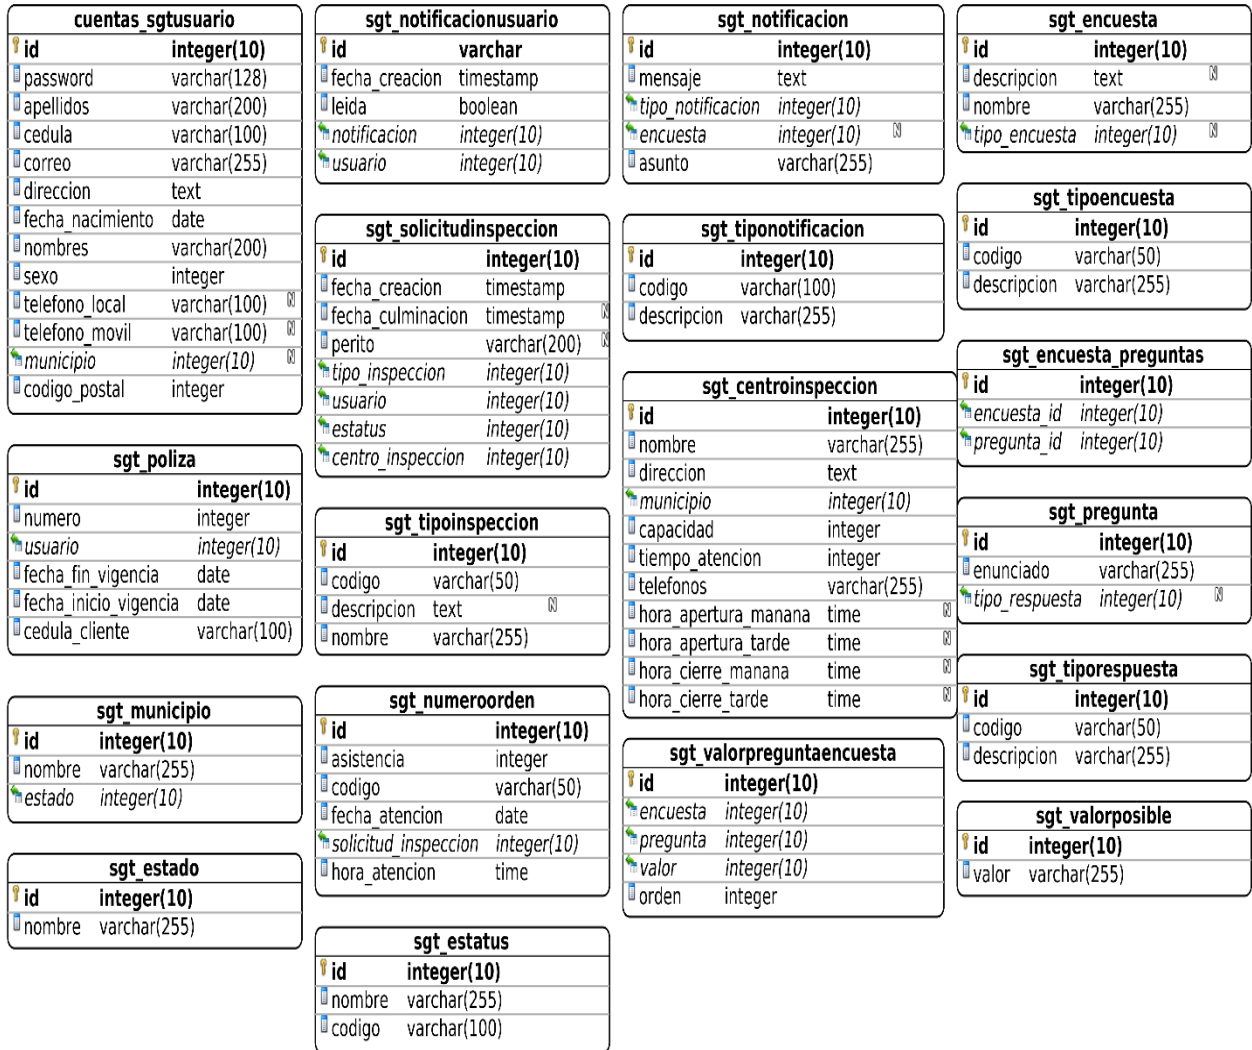 cuentas_sgtusuario
id integer(10)
password varchar(128)
apellidos varchar(200)
cedula varchar(100)
correo varchar(255)
direccion text
fecha_nacimiento date
nombres varchar(200)
sexo integer
telefono_local varchar(100) N
telefono_movil varchar(100) N
municipio integer(10) N
codigo_postal integer
sgt_poliza
id integer(10)
numero integer
usuario integer(10)
fecha_fin_vigencia date
fecha_inicio_vigencia date
cedula_cliente varchar(100)
sgt_municipio
id integer(10)
nombre varchar(255)
estado integer(10)
sgt_estado
id integer(10)
nombre varchar(255)
sgt_notificacionusuario
id varchar
fecha_creacion timestamp
leida boolean
notificacion integer(10)
usuario integer(10)
sgt_solicitudinspeccion
id integer(10)
fecha_creacion timestamp
fecha_culminacion timestamp N
perito varchar(200) N
tipo_inspeccion integer(10)
usuario integer(10)
estatus integer(10)
centro_inspeccion integer(10)
sgt_tipoinspeccion
id integer(10)
codigo varchar(50)
descripcion text N
nombre varchar(255)
sgt_numeroorden
id integer(10)
asistencia integer
codigo varchar(50)
fecha_atencion date
solicitud_inspeccion integer(10)
hora_atencion time
sgt_estatus
id integer(10)
nombre varchar(255)
codigo varchar(100)
sgt_notificacion
id integer(10)
mensaje text
tipo_notificacion integer(10)
encuesta integer(10) N
asunto varchar(255)
sgt_tiponotificacion
id integer(10)
codigo varchar(100)
descripcion varchar(255)
sgt_centroinspeccion
id integer(10)
nombre varchar(255)
direccion text
municipio integer(10)
capacidad integer
tiempo_atencion integer
telefonos varchar(255)
hora_apertura_manana time N
hora_apertura_tarde time N
hora_cierre_manana time N
hora_cierre_tarde time N
sgt_valorpreguntaencuesta
id integer(10)
encuesta integer(10)
pregunta integer(10)
valor integer(10)
orden integer
sgt_encuesta
id integer(10)
descripcion text N
nombre varchar(255)
tipo_encuesta integer(10) N
sgt_tipoencuesta
id integer(10)
codigo varchar(50)
descripcion varchar(255)
sgt_encuesta_preguntas
id integer(10)
encuesta_id integer(10)
pregunta_id integer(10)
sgt_pregunta
id integer(10)
enunciado varchar(255)
tipo_respuesta integer(10) N
sgt_tiporespuesta
id integer(10)
codigo varchar(50)
descripcion varchar(255)
sgt_valorposible
id integer(10)
valor varchar(255)